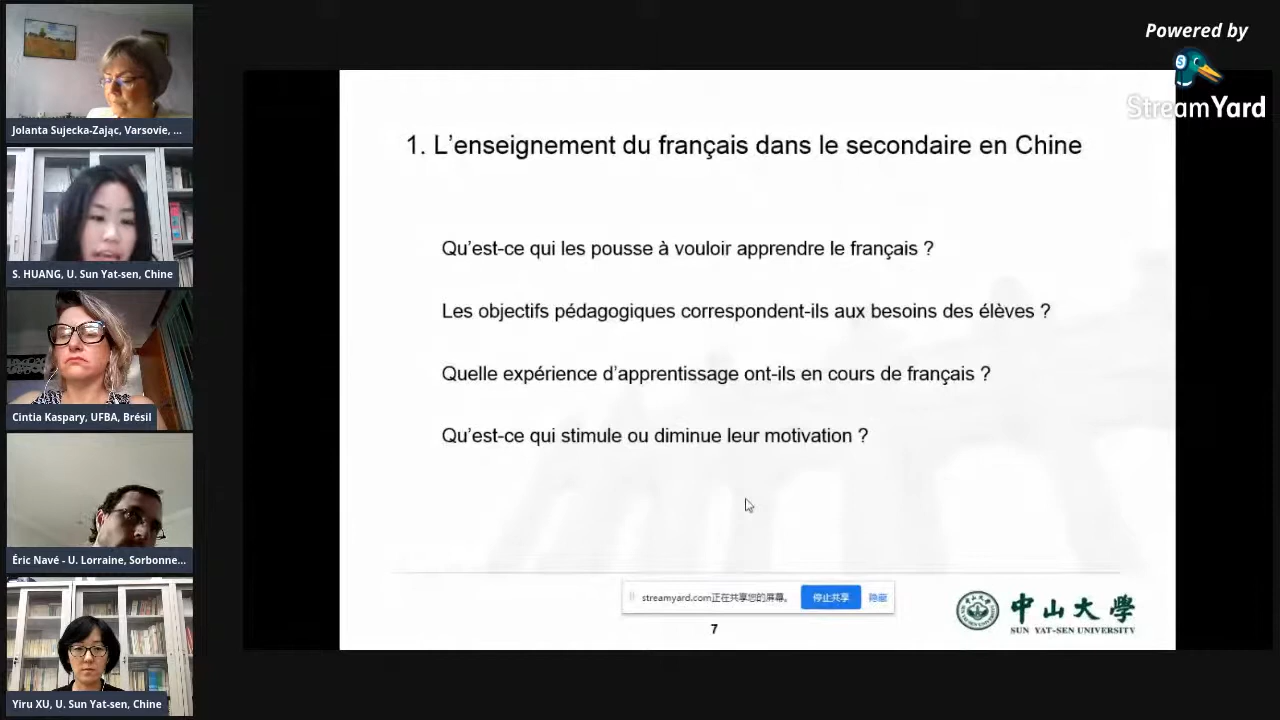 Powered by
StreamYard
Jolanta Sujecka-Zając, Varsovie, ...
S. HUANG, U. Sun Yat-sen, Chine
Cintia Kaspary, UFBA, Brésil
Éric Navé - U. Lorraine, Sorbonne...
Yiru XU, U. Sun Yat-sen, Chine
1. L’enseignement du français dans le secondaire en Chine
Qu’est-ce qui les pousse à vouloir apprendre le français ?
Les objectifs pédagogiques correspondent-ils aux besoins des élèves ?
Quelle expérience d’apprentissage ont-ils en cours de français ?
Qu’est-ce qui stimule ou diminue leur motivation ?
streamyard.com正在共享您的屏幕。 停止共享 隐藏
7
中山大學
SUN YAT-SEN UNIVERSITY